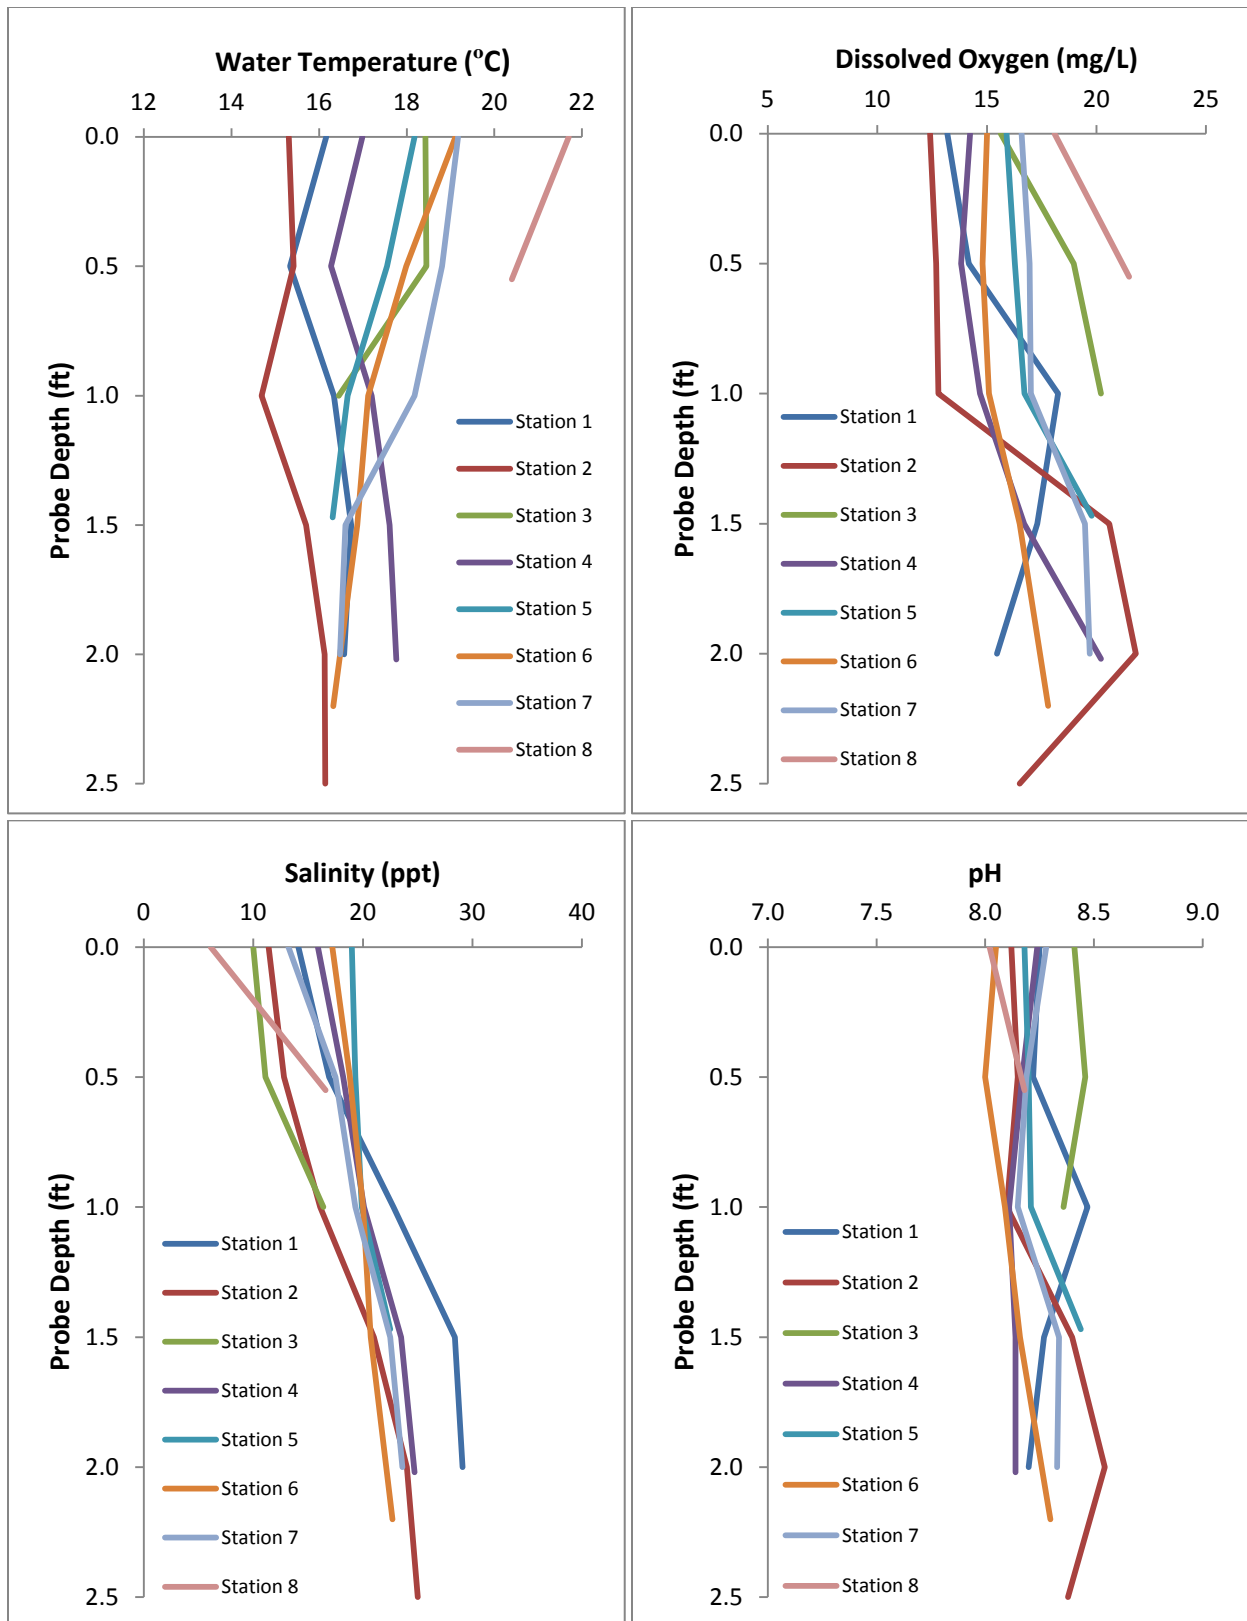 Water Temperature (°C)
12 14 16 18 20 22
0.0
0.5
1.0
1.5
2.0
2.5
Probe Depth (ft)
Station 1
Station 2
Station 3
Station 4
Station 5
Station 6
Station 7
Station 8
Dissolved Oxygen (mg/L)
5 10 15 20 25
0.0
0.5
1.0
1.5
2.0
2.5
Probe Depth (ft)
Station 1
Station 2
Station 3
Station 4
Station 5
Station 6
Station 7
Station 8
Salinity (ppt)
0 10 20 30 40
0.0
0.5
1.0
1.5
2.0
2.5
Probe Depth (ft)
Station 1
Station 2
Station 3
Station 4
Station 5
Station 6
Station 7
Station 8
pH
7.0 7.5 8.0 8.5 9.0
0.0
0.5
1.0
1.5
2.0
2.5
Probe Depth (ft)
Station 1
Station 2
Station 3
Station 4
Station 5
Station 6
Station 7
Station 8